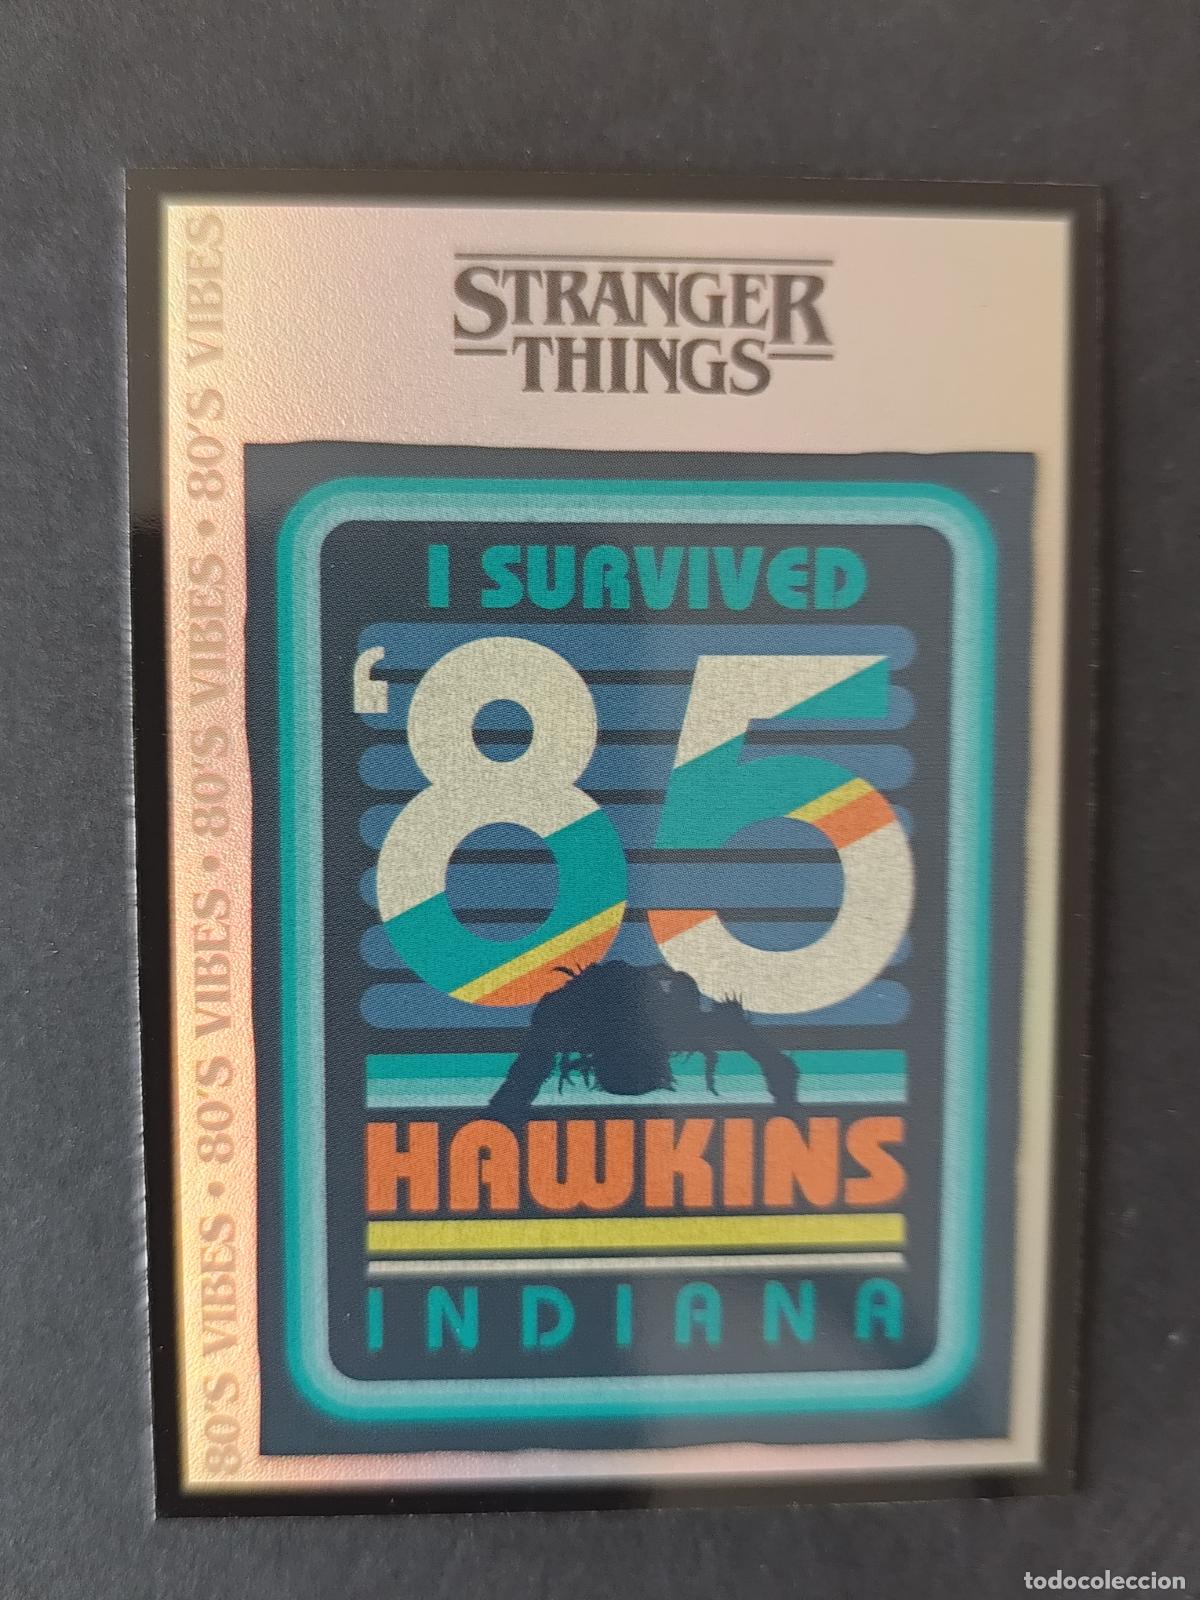 STRANGER
THINGS
80'S VIBES • 80'S VIBES • 80'S VIBES • 80'S VIBES
I SURVIVED
'85
HAWKINS
INDIANA
todocoleccion